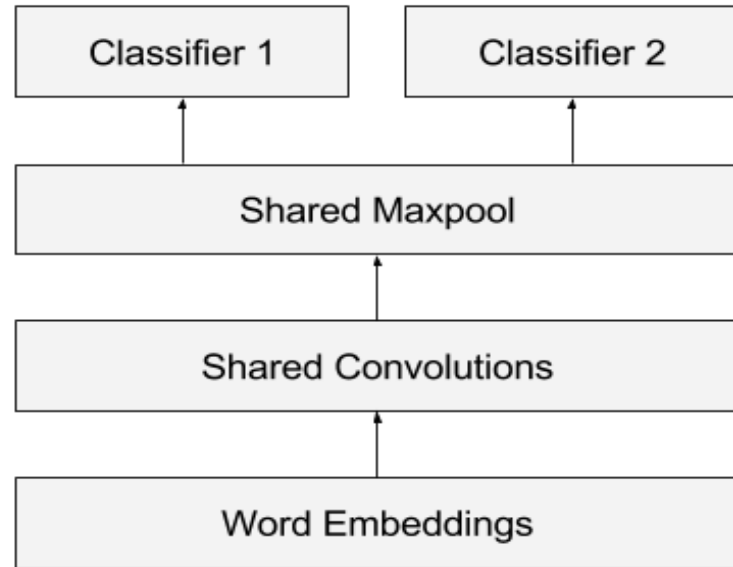 Classifier 1
Classifier 2
Shared Maxpool
Shared Convolutions
Word Embeddings